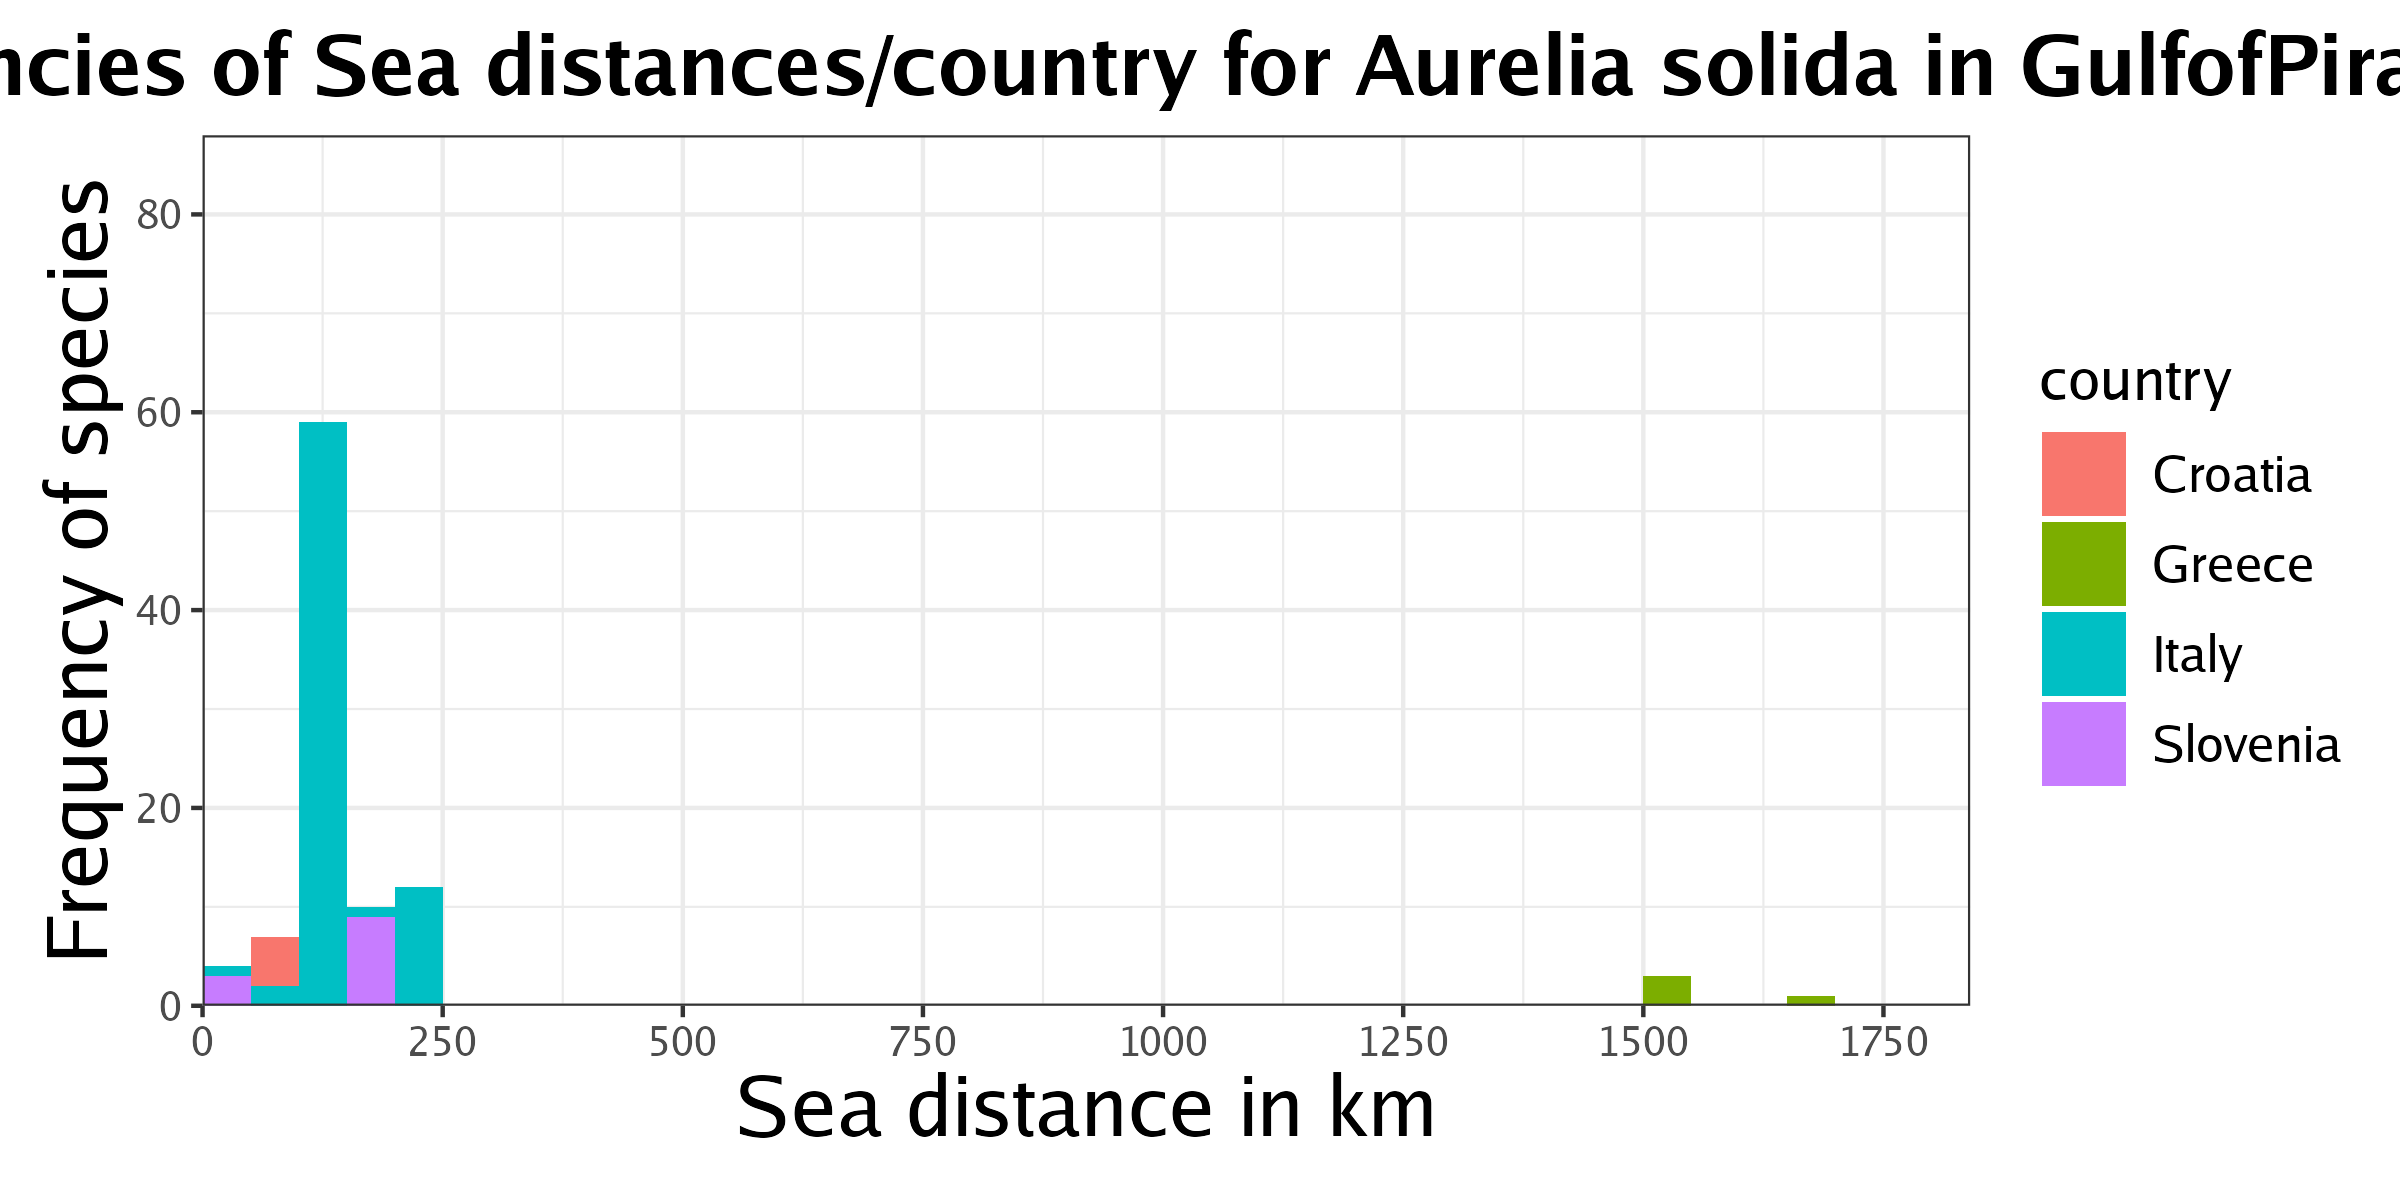 ncies of Sea distances/country for Aurelia solida in GulfofPira
Frequency of species
80
60
40
20
0
0 250 500 750 1000 1250 1500 1750
Sea distance in km
country
Croatia
Greece
Italy
Slovenia